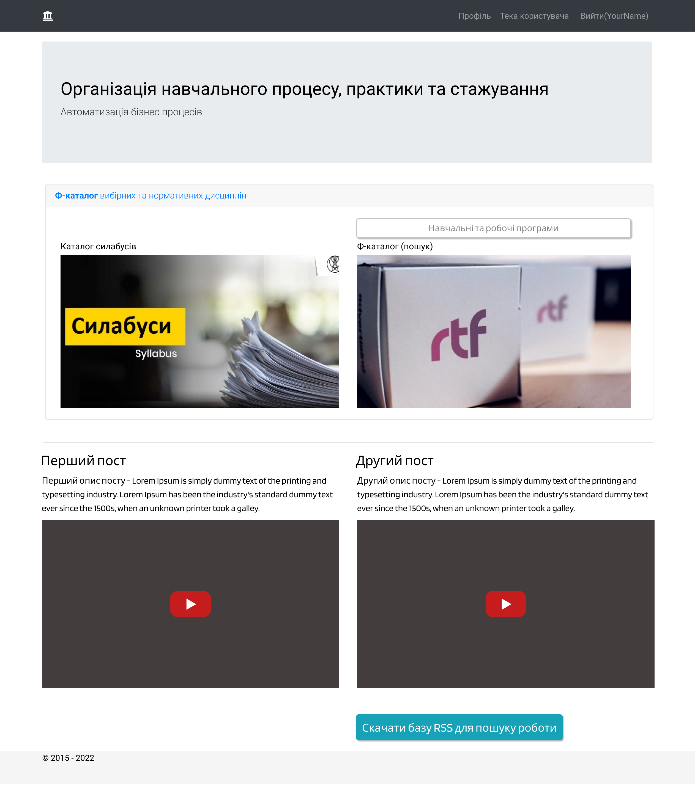 Профіль Тека користувача Вийти(YourName)
Організація навчального процесу, практики та стажування
Автоматизація бізнес процесів
Ф-каталог вибірних та нормативних дисциплін
Навчальні та робочі програми
Каталог силабусів
Ф-каталог (пошук)
Силабуси
Syllabus
rtf
rtf
Перший пост
Перший опис посту - Lorem Ipsum is simply dummy text of the printing and
typesetting industry. Lorem Ipsum has been the industry's standard dummy text
ever since the 1500s, when an unknown printer took a galley.
Другий пост
Другий опис посту - Lorem Ipsum is simply dummy text of the printing and
typesetting industry. Lorem Ipsum has been the industry's standard dummy text
ever since the 1500s, when an unknown printer took a galley.
Скачати базу RSS для пошуку роботи
© 2015 - 2022